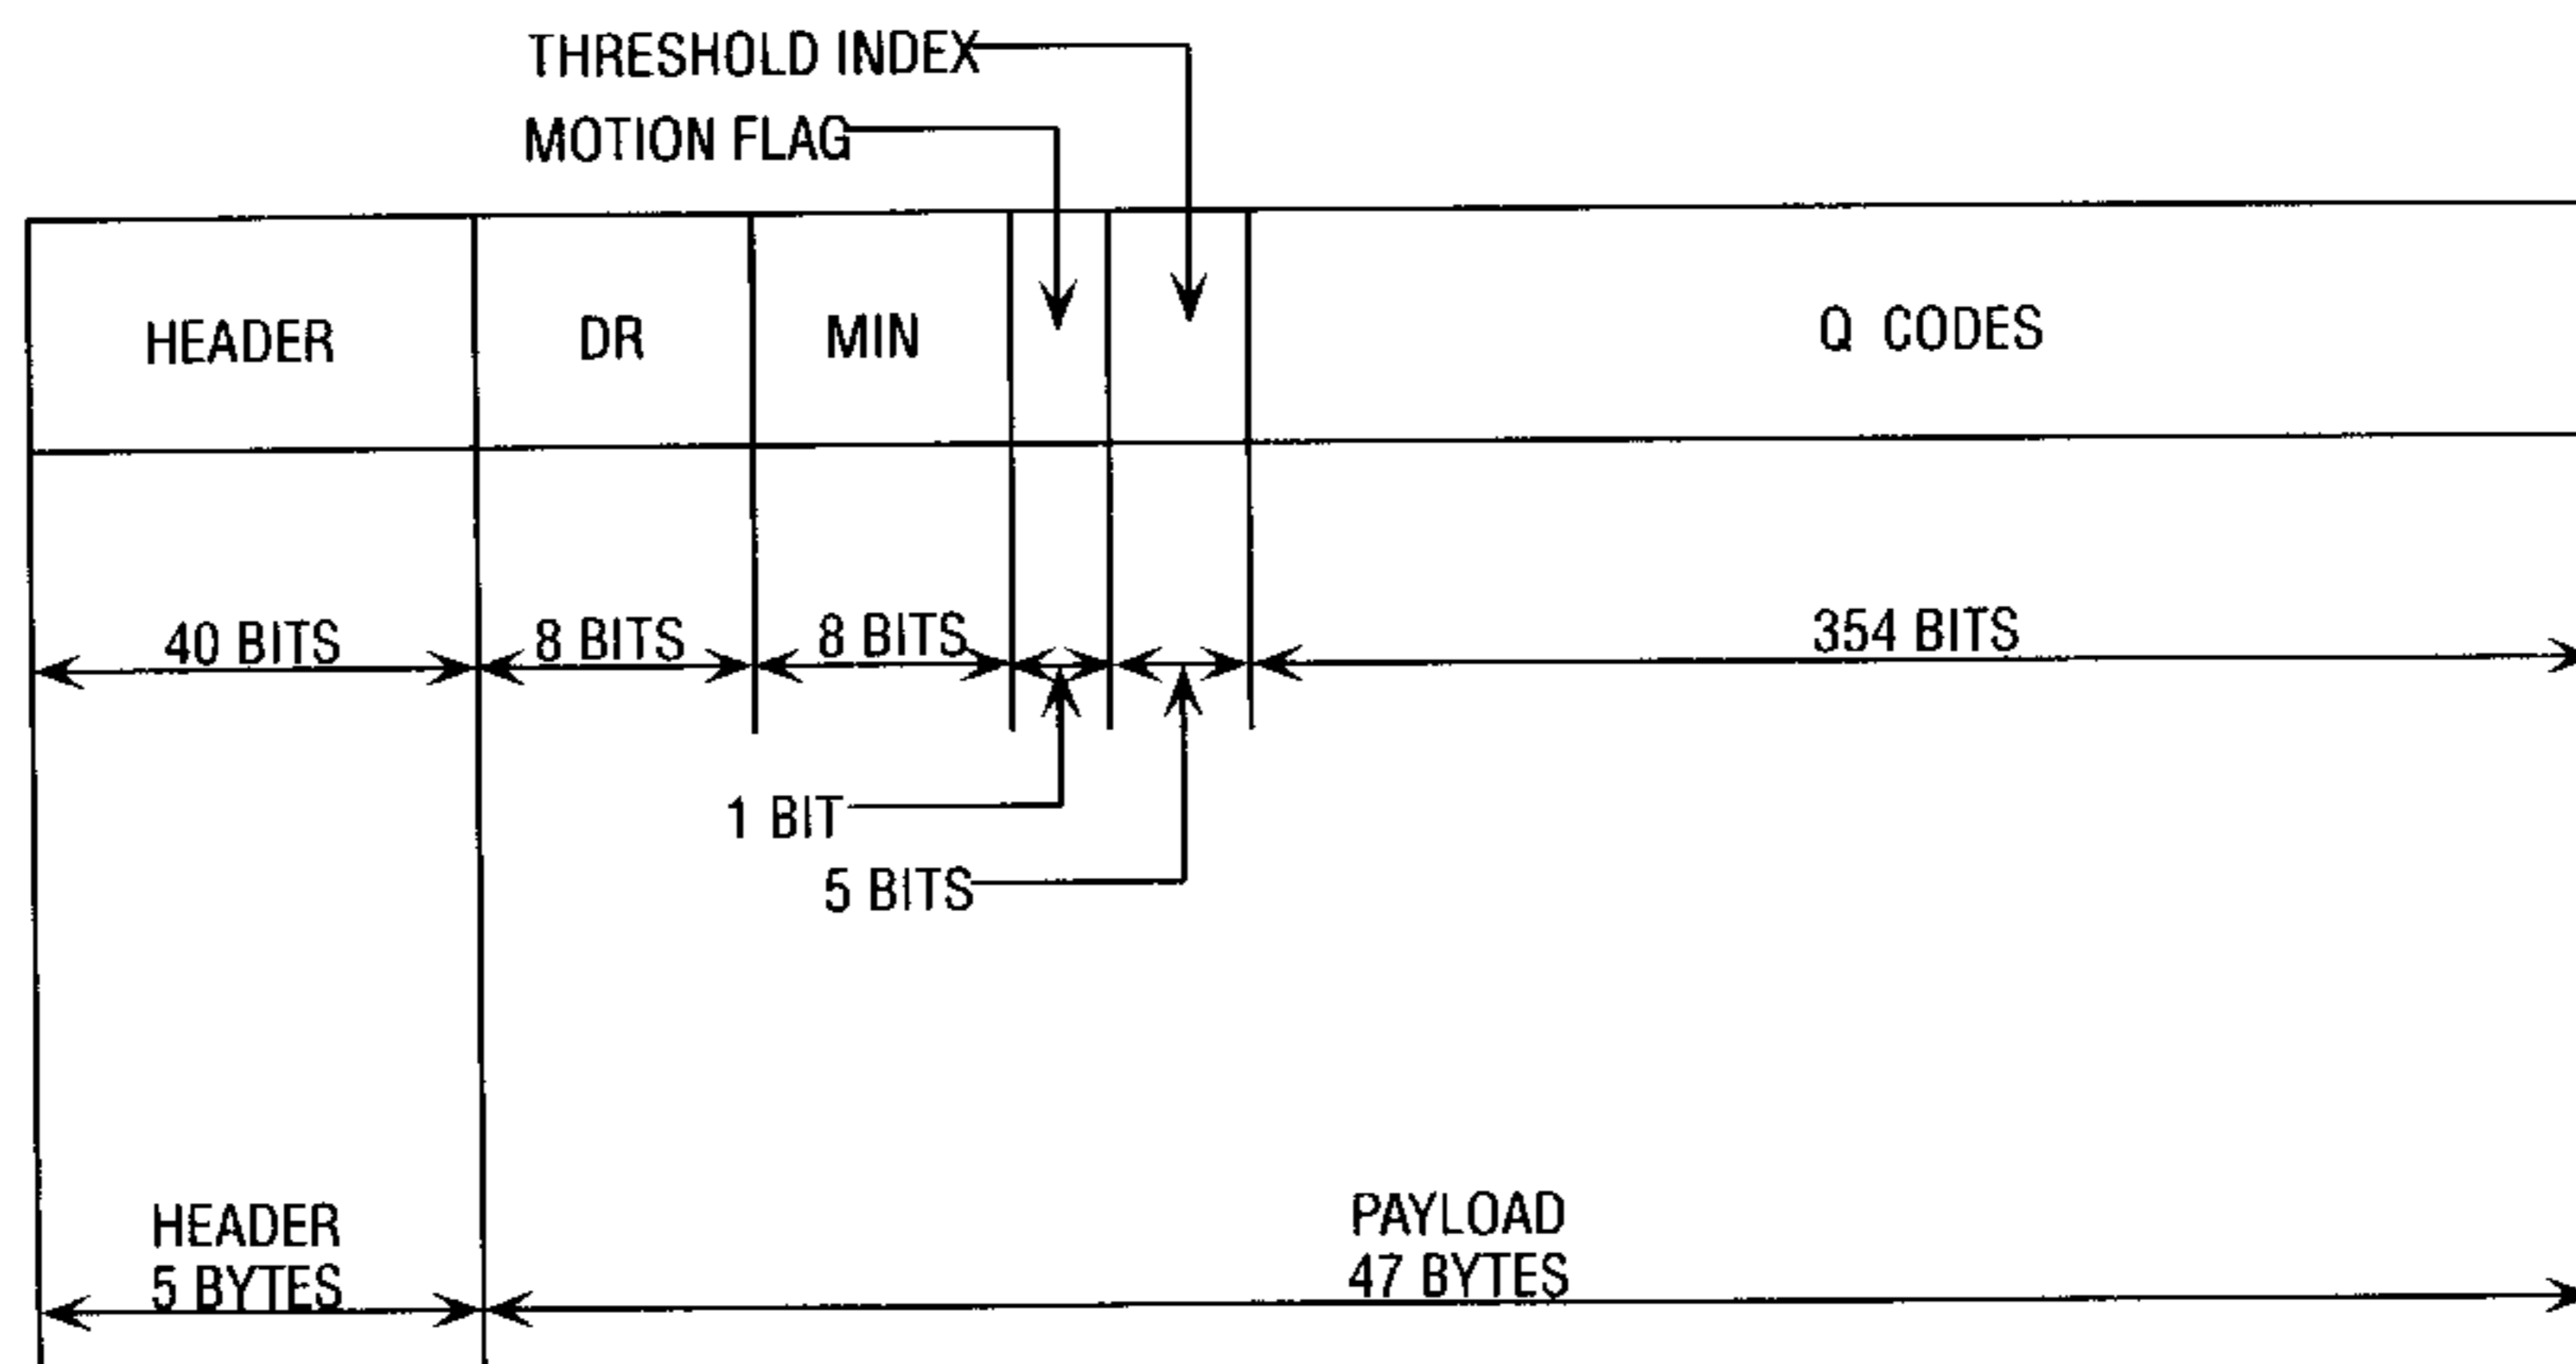 THRESHOLD INDEX
MOTION FLAG
HEADER
DR
MIN
Q CODES
40 BITS
8 BITS
8 BITS
354 BITS
1 BIT
5 BITS
HEADER
5 BYTES
PAYLOAD
47 BYTES